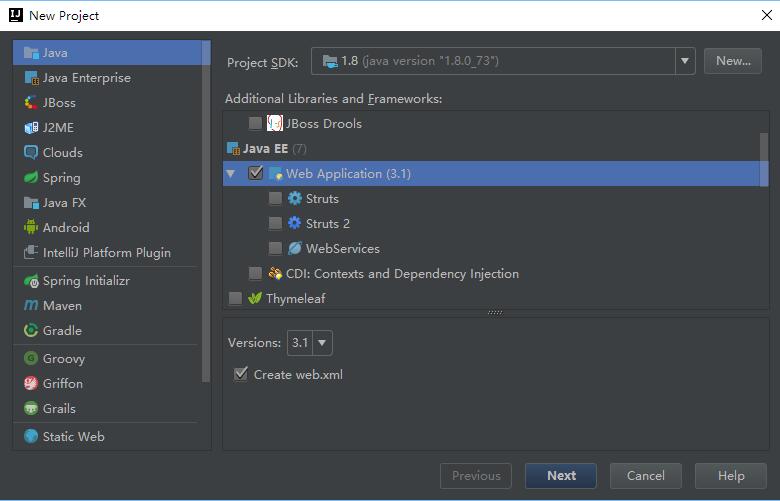 New Project
Java
Java Enterprise
JBoss
J2ME
Clouds
Spring
Java FX
Android
IntelliJ Platform Plugin
Spring Initializr
Maven
Gradle
Groovy
Griffon
Grails
Static Web
Project SDK: 1.8 (java version "1.8.0_73") New...
Additional Libraries and Frameworks:
JBoss Drools
Java EE (7)
Web Application (3.1)
Struts
Struts 2
WebServices
CDI: Contexts and Dependency Injection
Thymeleaf
Versions: 3.1
Create web.xml
Previous Next Cancel Help